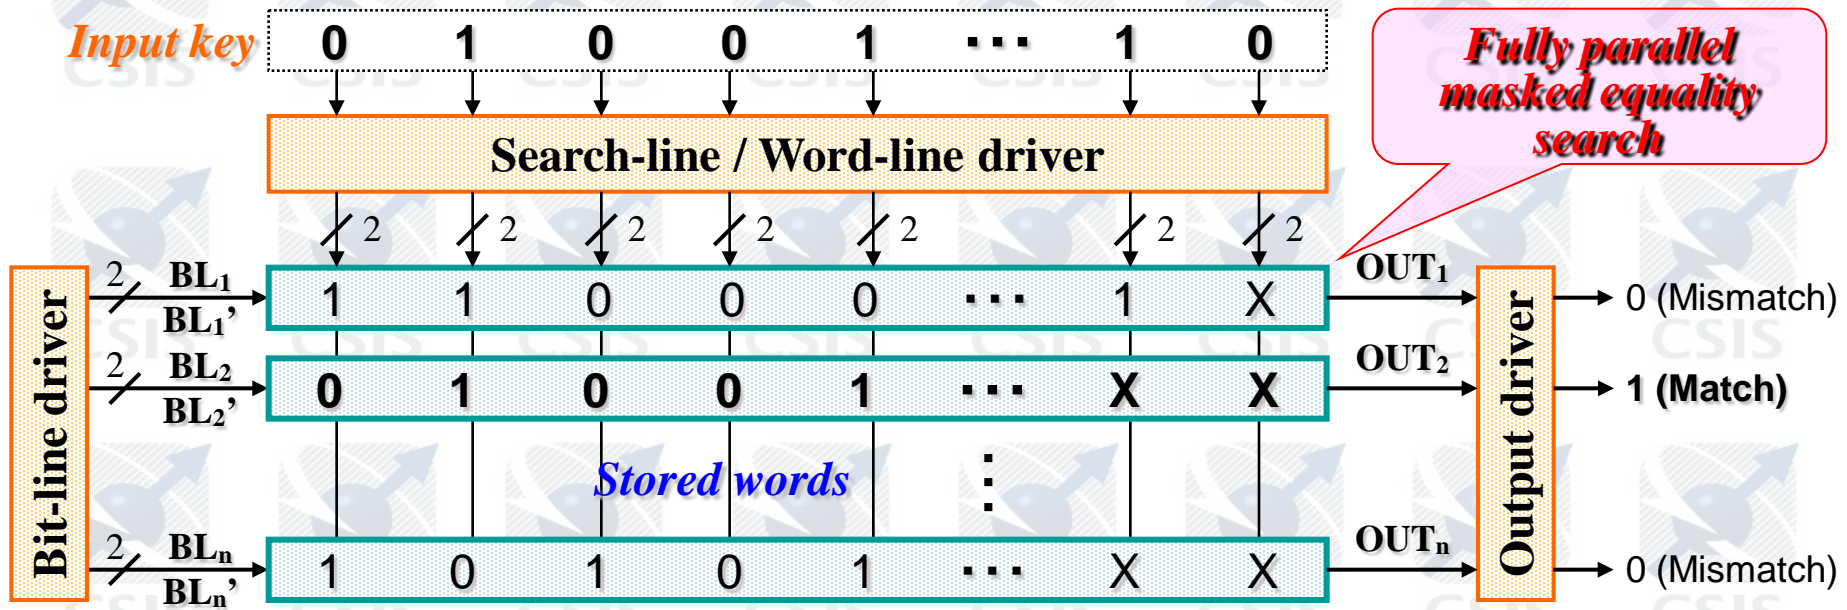 Input key 0 1 0 0 1 ··· 1 0
Fully parallel
masked equality
search
Search-line / Word-line driver
2 2 2 2 2 2 2
Bit-line driver
2 BL1 1 1 0 0 0 ··· 1 X OUT1 0 (Mismatch)
BL1’
2 BL2 0 1 0 0 1 ··· X X OUT2 1 (Match)
BL2’
Stored words
2 BLn 1 0 1 0 1 ··· X X OUTn 0 (Mismatch)
BLn’
Output driver
CSIS